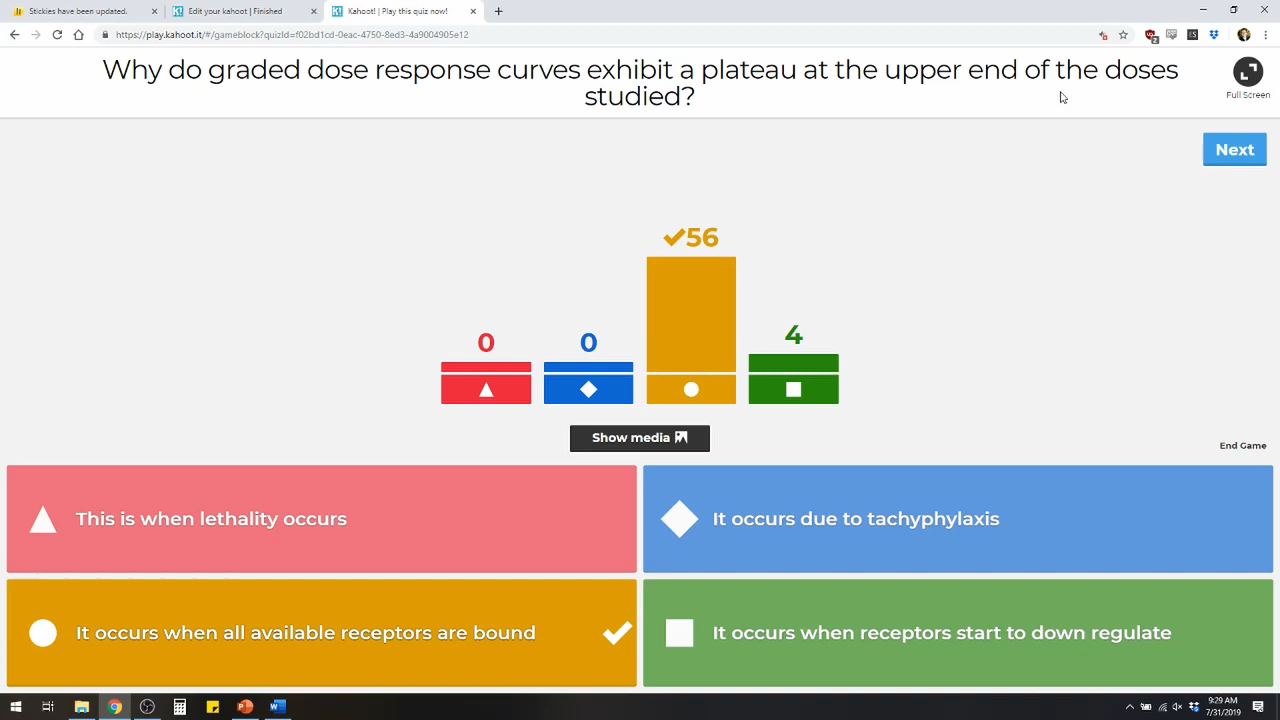 Stickies have been updated.
Edit your kahoot | Finished
Kahoot! | Play this quiz now!
https://play.kahoot.it/#/gameblock?quizId=f02bd1cd-0eac-4750-8ed3-4a9004905e12
Why do graded dose response curves exhibit a plateau at the upper end of the doses
studied?
Full Screen
Next
56
0
0
4
Show media
End Game
This is when lethality occurs
It occurs due to tachyphylaxis
It occurs when all available receptors are bound
It occurs when receptors start to down regulate
9:29 AM
7/31/2019